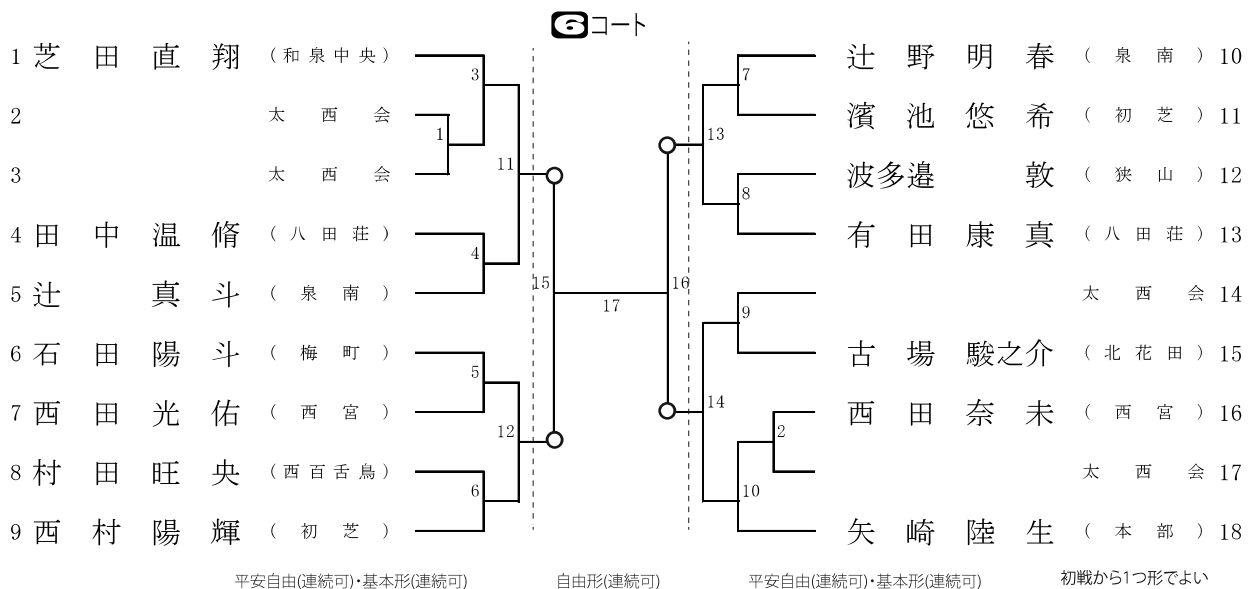 6コート
1 芝田直翔 (和泉中央)
2 太西会
3 太西会
4 田中温脩 (八田荘)
5 辻真斗 (泉南)
6 石田陽斗 (梅町)
7 西田光佑 (西宮)
8 村田旺央 (西百舌鳥)
9 西村陽輝 (初芝)
3
1
11
4
5
12
6
15
17
16
7
13
8
9
14
2
10
辻野明春 (泉南) 10
濱池悠希 (初芝) 11
波多邉敦 (狭山) 12
有田康真 (八田荘) 13
太西会 14
古場駿之介 (北花田) 15
西田奈未 (西宮) 16
太西会 17
矢崎陸生 (本部) 18
平安自由(連続可)・基本形(連続可)
自由形(連続可)
平安自由(連続可)・基本形(連続可)
初戦から1つ形でよい